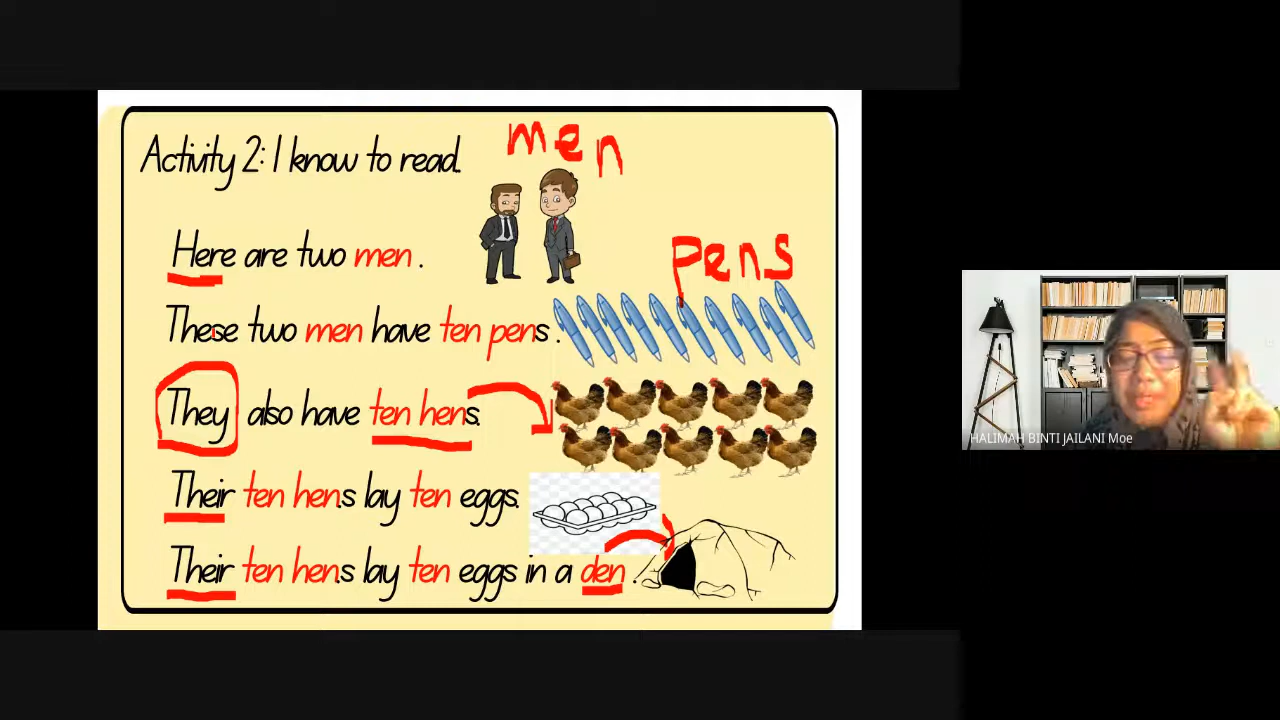 Activity 2: I know to read.
men
Here are two men.
pens
These two men have ten pens.
They also have ten hens.
Their ten hens lay ten eggs.
Their ten hens lay ten eggs in a den.
HALIMAH BINTI JAILANI Moe